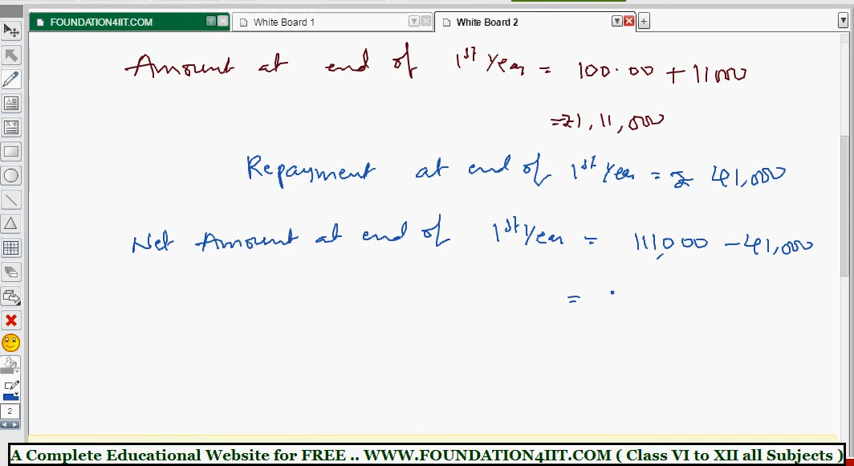 FOUNDATION4IIT.COM White Board 1 White Board 2
Amount at end of 1st Year = 100.00 + 11000
= ₹1,11,000
Repayment at end of 1st Year = ₹ 41,000
Net Amount at end of 1st Year = 111,000 - 41,000
=
2
A Complete Educational Website for FREE .. WWW.FOUNDATION4IIT.COM ( Class VI to XII all Subjects )